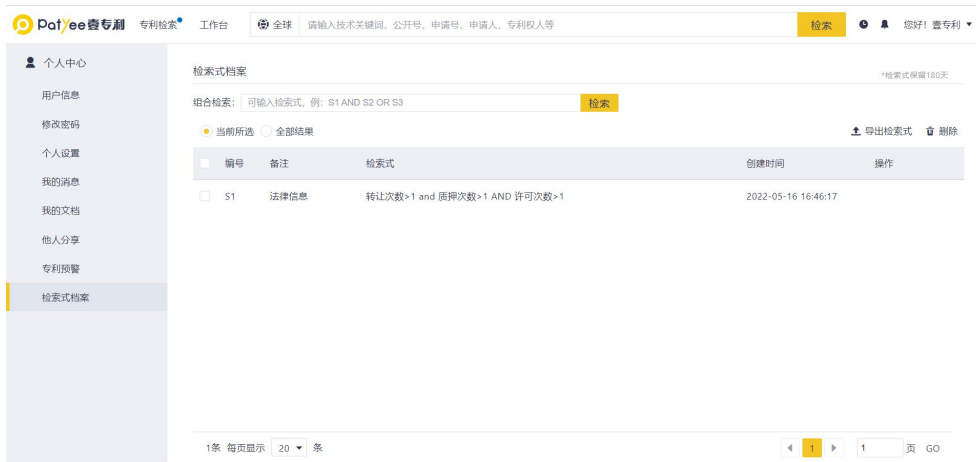 Patyee壹专利 专利检索 工作台 全球 请输入技术关键词、公开号、申请号、申请人、专利权人等 检索 您好！壹专利
个人中心
用户信息
修改密码
个人设置
我的消息
我的文档
他人分享
专利预警
检索式档案
检索式档案 *检索式保留180天
组合检索： 可输入检索式，例：S1 AND S2 OR S3 检索
当前所选 全部结果 导出检索式 删除
编号 备注 检索式 创建时间 操作
S1 法律信息 转让次数>1 and 质押次数>1 AND 许可次数>1 2022-05-16 16:46:17
1条 每页显示 20 条 1 1 页 GO